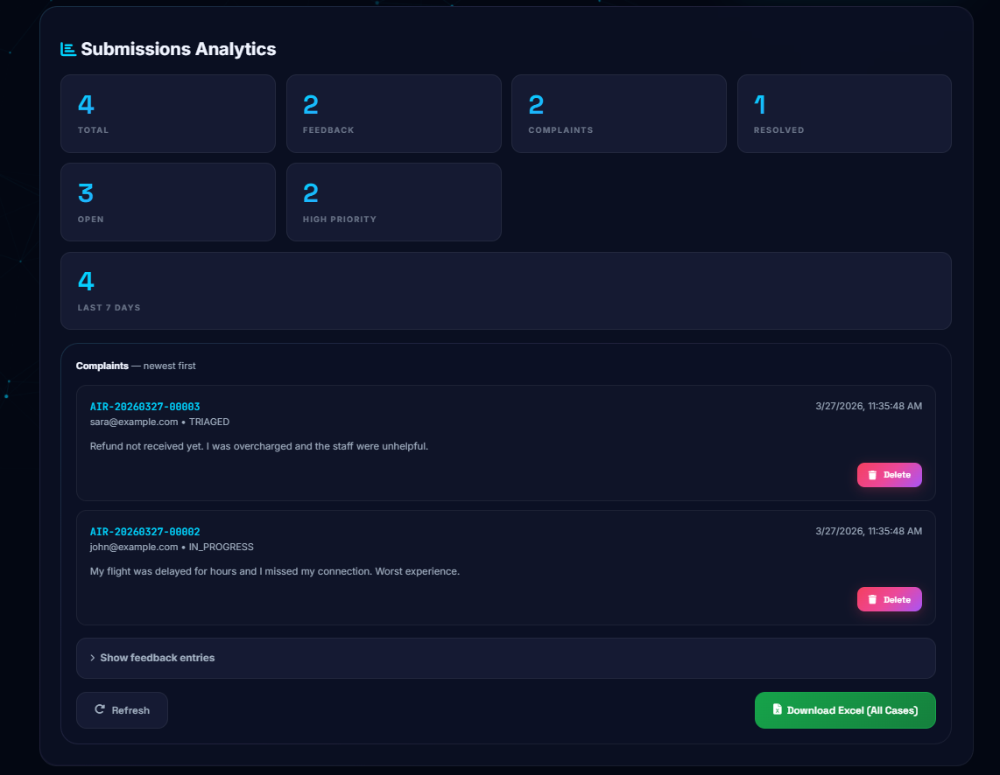 Submissions Analytics
4
TOTAL
2
FEEDBACK
2
COMPLAINTS
1
RESOLVED
3
OPEN
2
HIGH PRIORITY
4
LAST 7 DAYS
Complaints — newest first
AIR-20260327-00003
3/27/2026, 11:35:48 AM
sara@example.com • TRIAGED
Refund not received yet. I was overcharged and the staff were unhelpful.
Delete
AIR-20260327-00002
3/27/2026, 11:35:48 AM
john@example.com • IN_PROGRESS
My flight was delayed for hours and I missed my connection. Worst experience.
Delete
Show feedback entries
Refresh
Download Excel (All Cases)